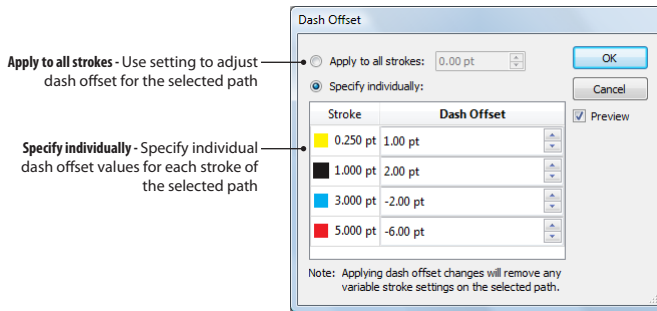 Dash Offset
Apply to all strokes - Use setting to adjust
dash offset for the selected path
Apply to all strokes: 0.00 pt
OK
Specify individually:
Cancel
Stroke Dash Offset
Preview
Specify individually - Specify individual
dash offset values for each stroke of
the selected path
0.250 pt 1.00 pt
1.000 pt 2.00 pt
3.000 pt -2.00 pt
5.000 pt -6.00 pt
Note: Applying dash offset changes will remove any
variable stroke settings on the selected path.